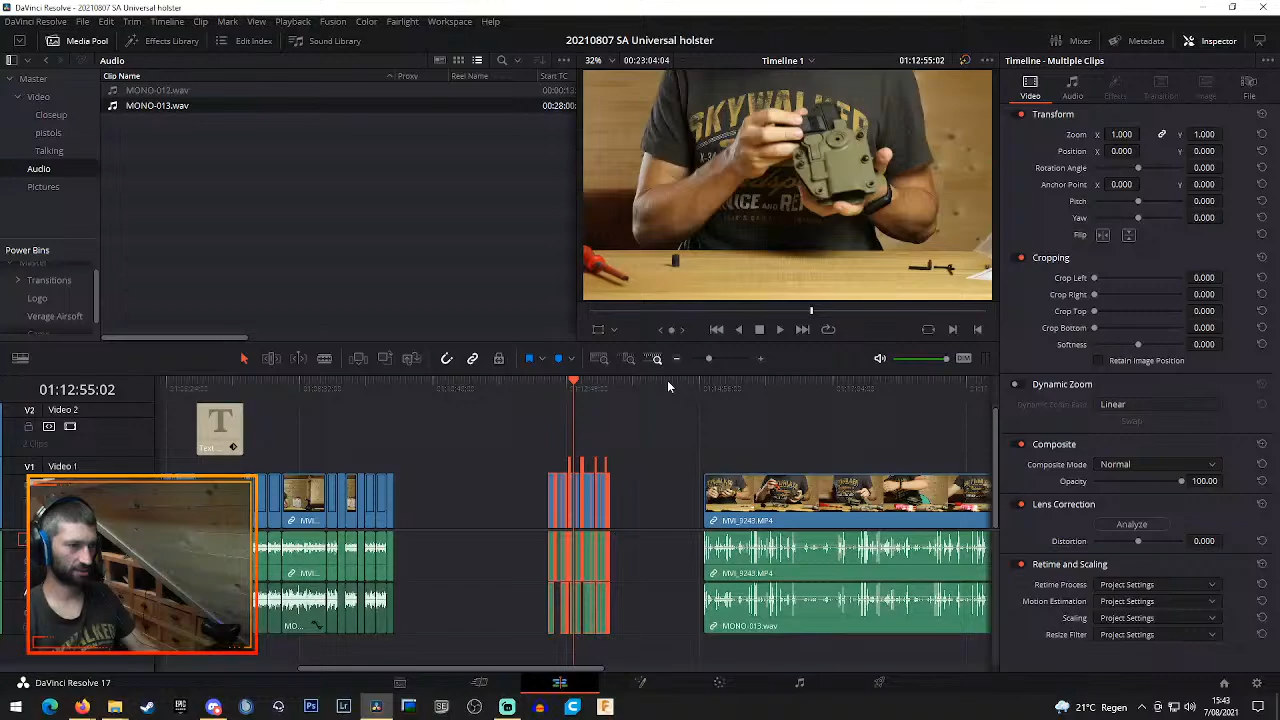 DaVinci Resolve - 20210807 SA Universal holster
DaVinci Resolve File Edit Trim Timeline Clip Mark View Playback Fusion Color Fairlight Workspace Help
Media Pool Effects Library Edit Index Sound Library 20210807 SA Universal holster Mixer Metadata Inspector
Audio 32% 00:23:04:04 Timeline 1 01:12:55:02 Timeline - Multiple Clips
Master Clip Name Proxy Reel Name Start TC
MONO-012.wav 00:00:13
MONO-013.wav 00:28:00
Video
Closeup
pistols
Talking
Audio
Pictures
Power Bins
Master
Transitions
Logo
Verage Airsoft
SKYWALKER
X-34
AND RE
Video Audio Effects Transition Image File
Transform
Zoom X 1.000 Y 1.000
Position X 0.000 Y 0.000
Rotation Angle 0.000
Anchor Point X 0.000 Y 0.000
Pitch 0.000
Yaw 0.000
Flip
Cropping
Crop Left 0.000
Crop Right 0.000
Crop Top 0.000
Crop Bottom 0.000
Softness 0.000
Retain Image Position
Dynamic Zoom
Dynamic Zoom Ease Linear
Swap
Composite
Composite Mode Normal
Opacity 100.00
Lens Correction
Analyze
Distortion 0.000
Retime and Scaling
Retime Process Project Settings
Motion Estimation Project Settings
Scaling Project Settings
Resize Filter Project Settings
DIM
01:12:55:02
V2 Video 2
2 Clips
V1 Video 1
T
Text ...
MVI...
MVI_9243.MP4
MVI...
MVI_9243.MP4
MO...
MONO-013.wav
DaVinci Resolve 17
21°C Regen
15:43
7/08/2021